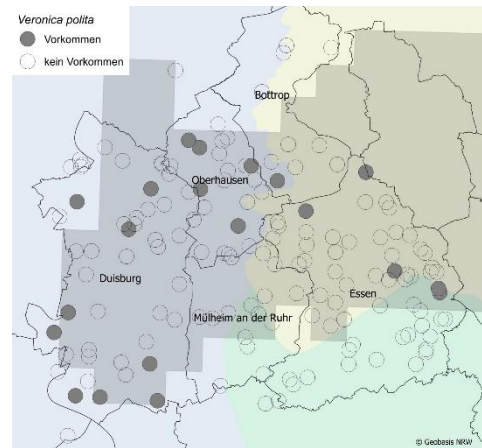 Veronica polita
Vorkommen
kein Vorkommen
Bottrop
Oberhausen
Duisburg
Essen
Mülheim an der Ruhr
© Geobasis NRW